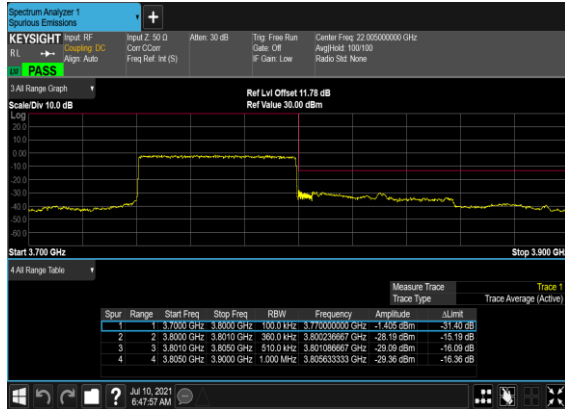 Spectrum Analyzer 1
Spurious Emissions
+
KEYSIGHT Input: RF Input Z: 50 Ω Atten: 30 dB Trig: Free Run Center Freq: 22.005000000 GHz
R L Coupling: DC Corr CCorr Gate: Off Avg|Hold: 100/100
Align: Auto Freq Ref: Int (S) IF Gain: Low Radio Std: None
PASS
3 All Range Graph
Ref Lvl Offset 11.78 dB
Scale/Div 10.0 dB Ref Value 30.00 dBm
Log
20.0
10.0
0.00
-10.0
-20.0
-30.0
-40.0
-50.0
-60.0
Start 3.700 GHz Stop 3.900 GHz
4 All Range Table
Measure Trace Trace 1
Trace Type Trace Average (Active)
Spur Range Start Freq Stop Freq RBW Frequency Amplitude ΔLimit
1 1 3.7000 GHz 3.8000 GHz 100.0 kHz 3.770000000 GHz -1.405 dBm -31.40 dB
2 2 3.8000 GHz 3.8010 GHz 360.0 kHz 3.800236667 GHz -28.19 dBm -15.19 dB
3 3 3.8010 GHz 3.8050 GHz 510.0 kHz 3.801086667 GHz -29.09 dBm -16.09 dB
4 4 3.8050 GHz 3.9000 GHz 1.000 MHz 3.805633333 GHz -29.36 dBm -16.36 dB
?
Jul 10, 2021
6:47:57 AM